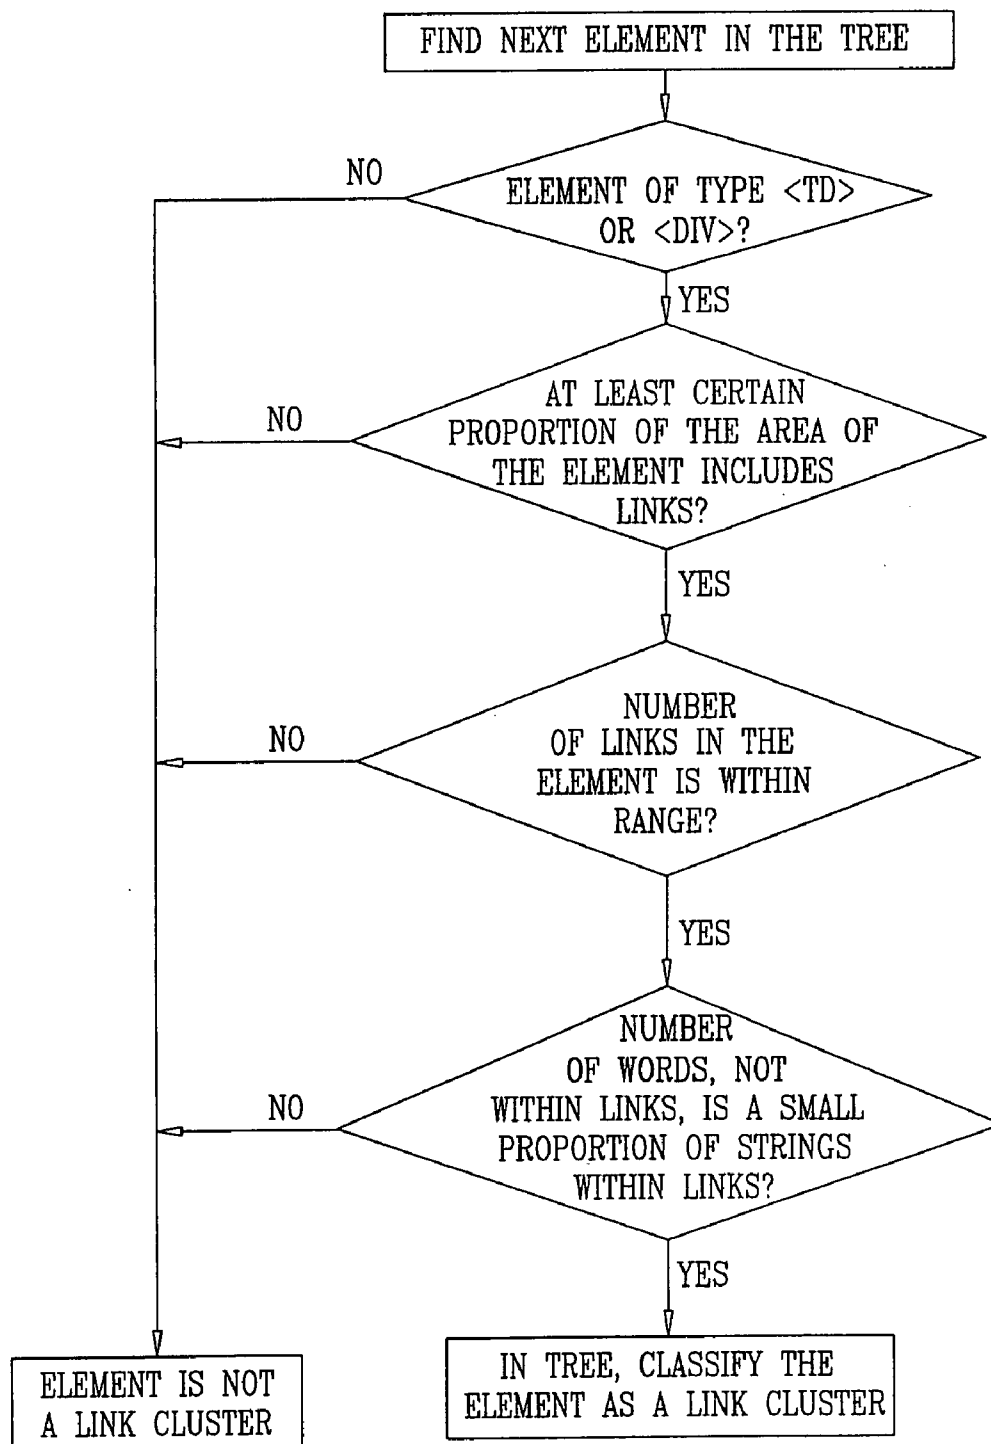 FIND NEXT ELEMENT IN THE TREE
NO
ELEMENT OF TYPE <TD>
OR <DIV>?
YES
AT LEAST CERTAIN
PROPORTION OF THE AREA OF
THE ELEMENT INCLUDES
LINKS?
NO
YES
NUMBER
OF LINKS IN THE
ELEMENT IS WITHIN
RANGE?
NO
YES
NUMBER
OF WORDS, NOT
WITHIN LINKS, IS A SMALL
PROPORTION OF STRINGS
WITHIN LINKS?
NO
YES
ELEMENT IS NOT
A LINK CLUSTER
IN TREE, CLASSIFY THE
ELEMENT AS A LINK CLUSTER